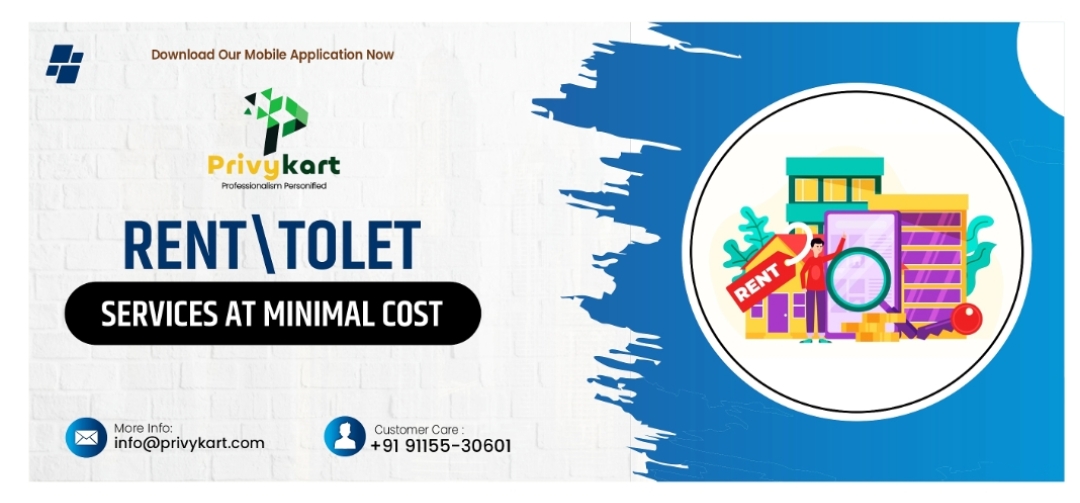 Download Our Mobile Application Now
Privykart
Professionalism Personified
RENT\TOLET
SERVICES AT MINIMAL COST
RENT
More Info:
info@privykart.com
Customer Care :
+91 91155-30601